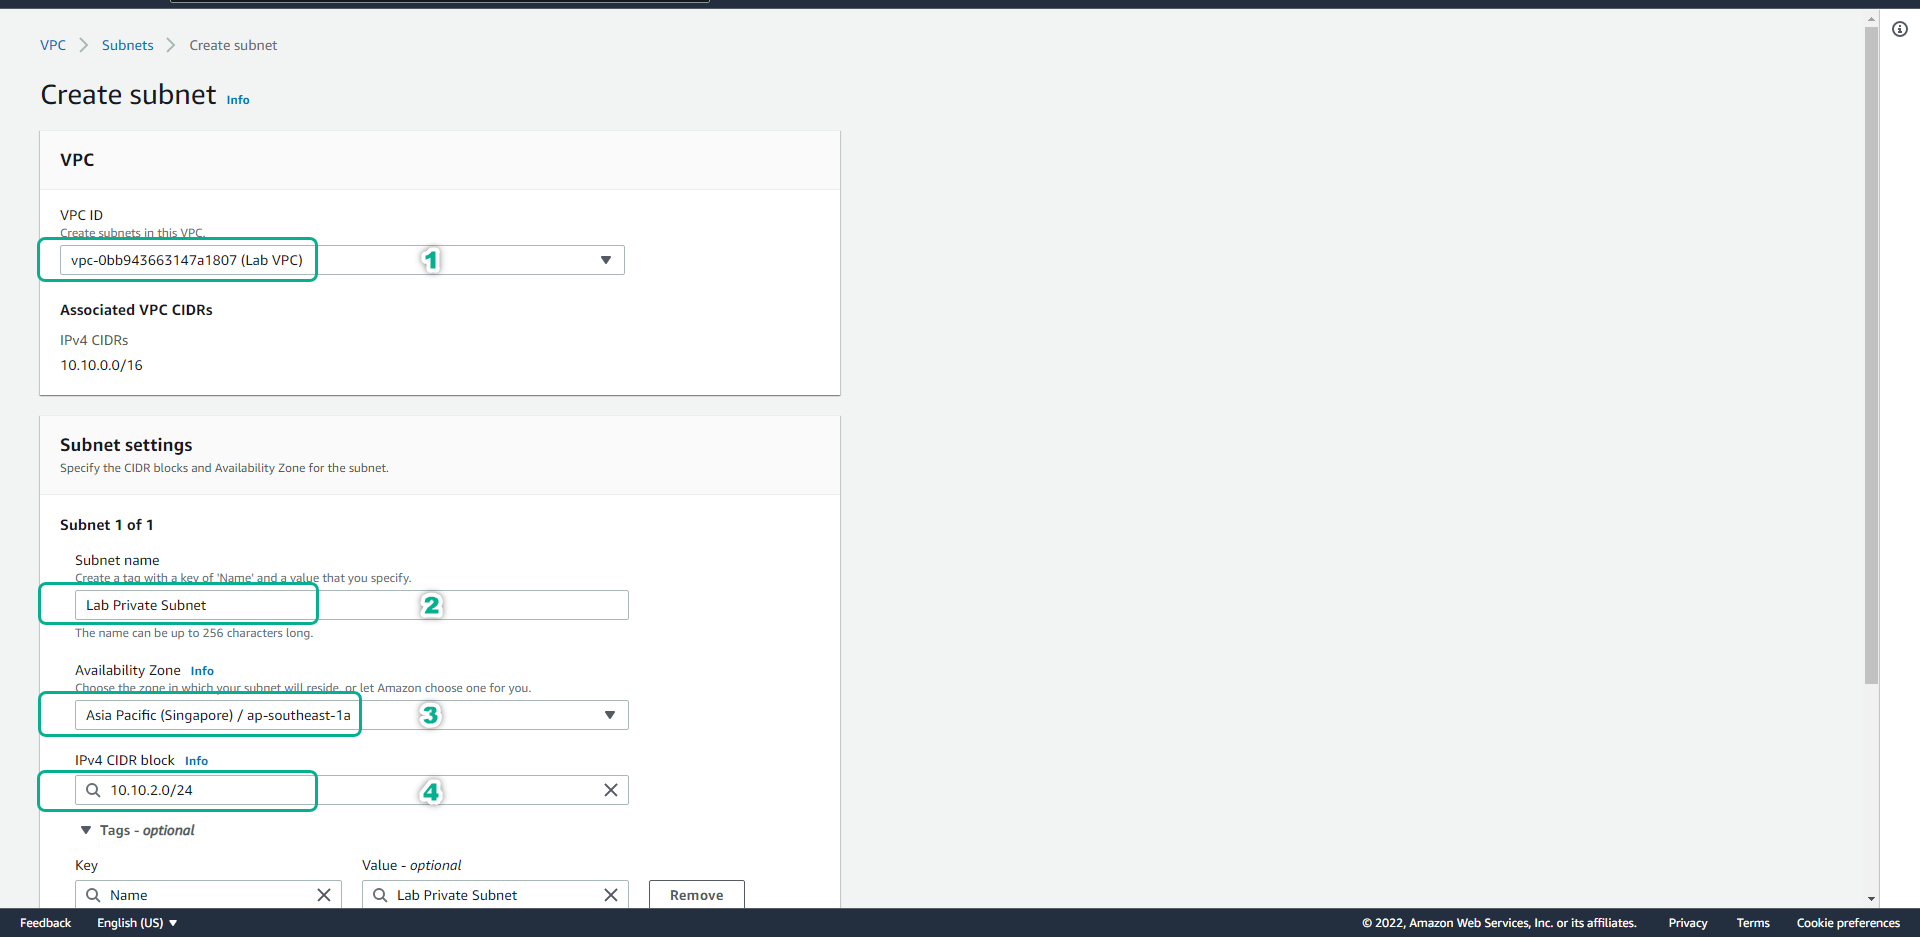 VPC > Subnets > Create subnet
Create subnet Info
VPC
VPC ID
Create subnets in this VPC.
vpc-0bb943663147a1807 (Lab VPC) 1
Associated VPC CIDRs
IPv4 CIDRs
10.10.0.0/16
Subnet settings
Specify the CIDR blocks and Availability Zone for the subnet.
Subnet 1 of 1
Subnet name
Create a tag with a key of 'Name' and a value that you specify.
Lab Private Subnet 2
The name can be up to 256 characters long.
Availability Zone Info
Choose the zone in which your subnet will reside, or let Amazon choose one for you.
Asia Pacific (Singapore) / ap-southeast-1a 3
IPv4 CIDR block Info
10.10.2.0/24 4
Tags - optional
Key Value - optional
Name Lab Private Subnet Remove
Feedback English (US) © 2022, Amazon Web Services, Inc. or its affiliates. Privacy Terms Cookie preferences